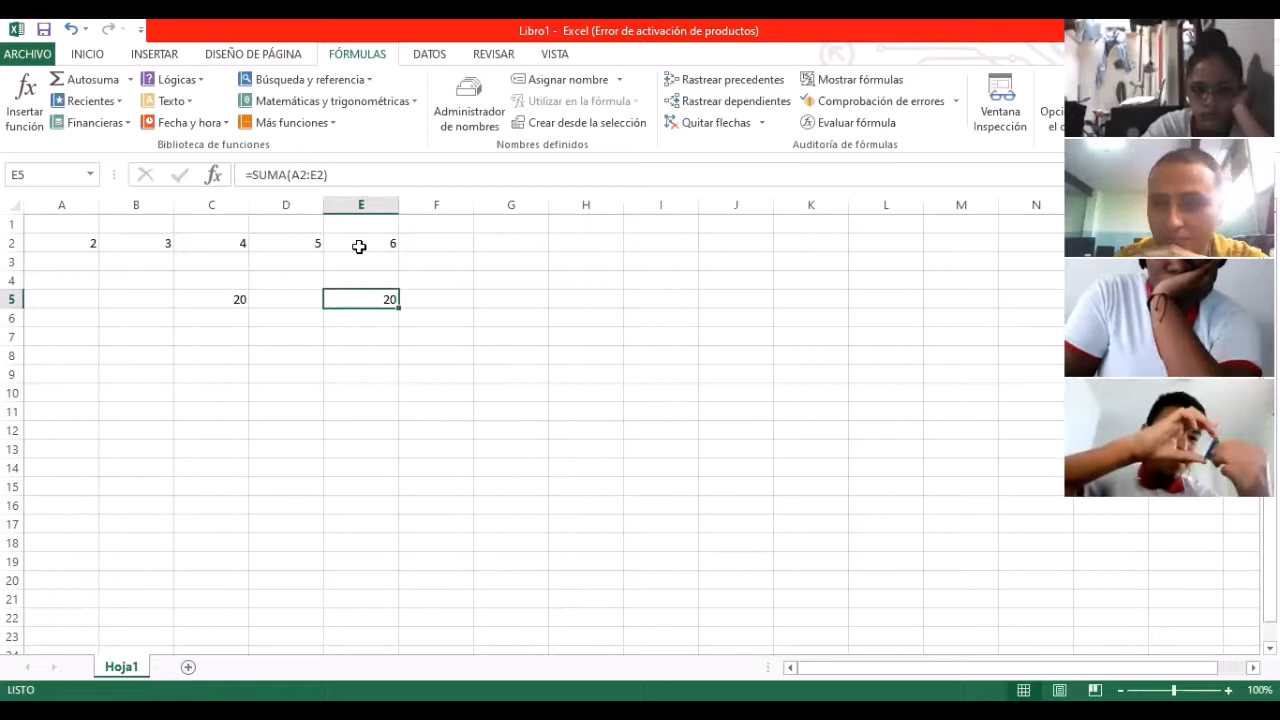 Libro1 - Excel (Error de activación de productos)
ARCHIVO INICIO INSERTAR DISEÑO DE PÁGINA FÓRMULAS DATOS REVISAR VISTA
fx Insertar función
Autosuma
Recientes
Financieras
Lógicas
Texto
Fecha y hora
Búsqueda y referencia
Matemáticas y trigonométricas
Más funciones
Biblioteca de funciones
Administrador de nombres
Asignar nombre
Utilizar en la fórmula
Crear desde la selección
Nombres definidos
Rastrear precedentes
Rastrear dependientes
Quitar flechas
Mostrar fórmulas
Comprobación de errores
Evaluar fórmula
Auditoría de fórmulas
Ventana Inspección
E5 fx =SUMA(A2:E2)
A B C D E F G H I J K L M N
1
2 2 3 4 5 6
3
4
5 20 20
6
7
8
9
10
11
12
13
14
15
16
17
18
19
20
21
22
23
Hoja1
LISTO 100%